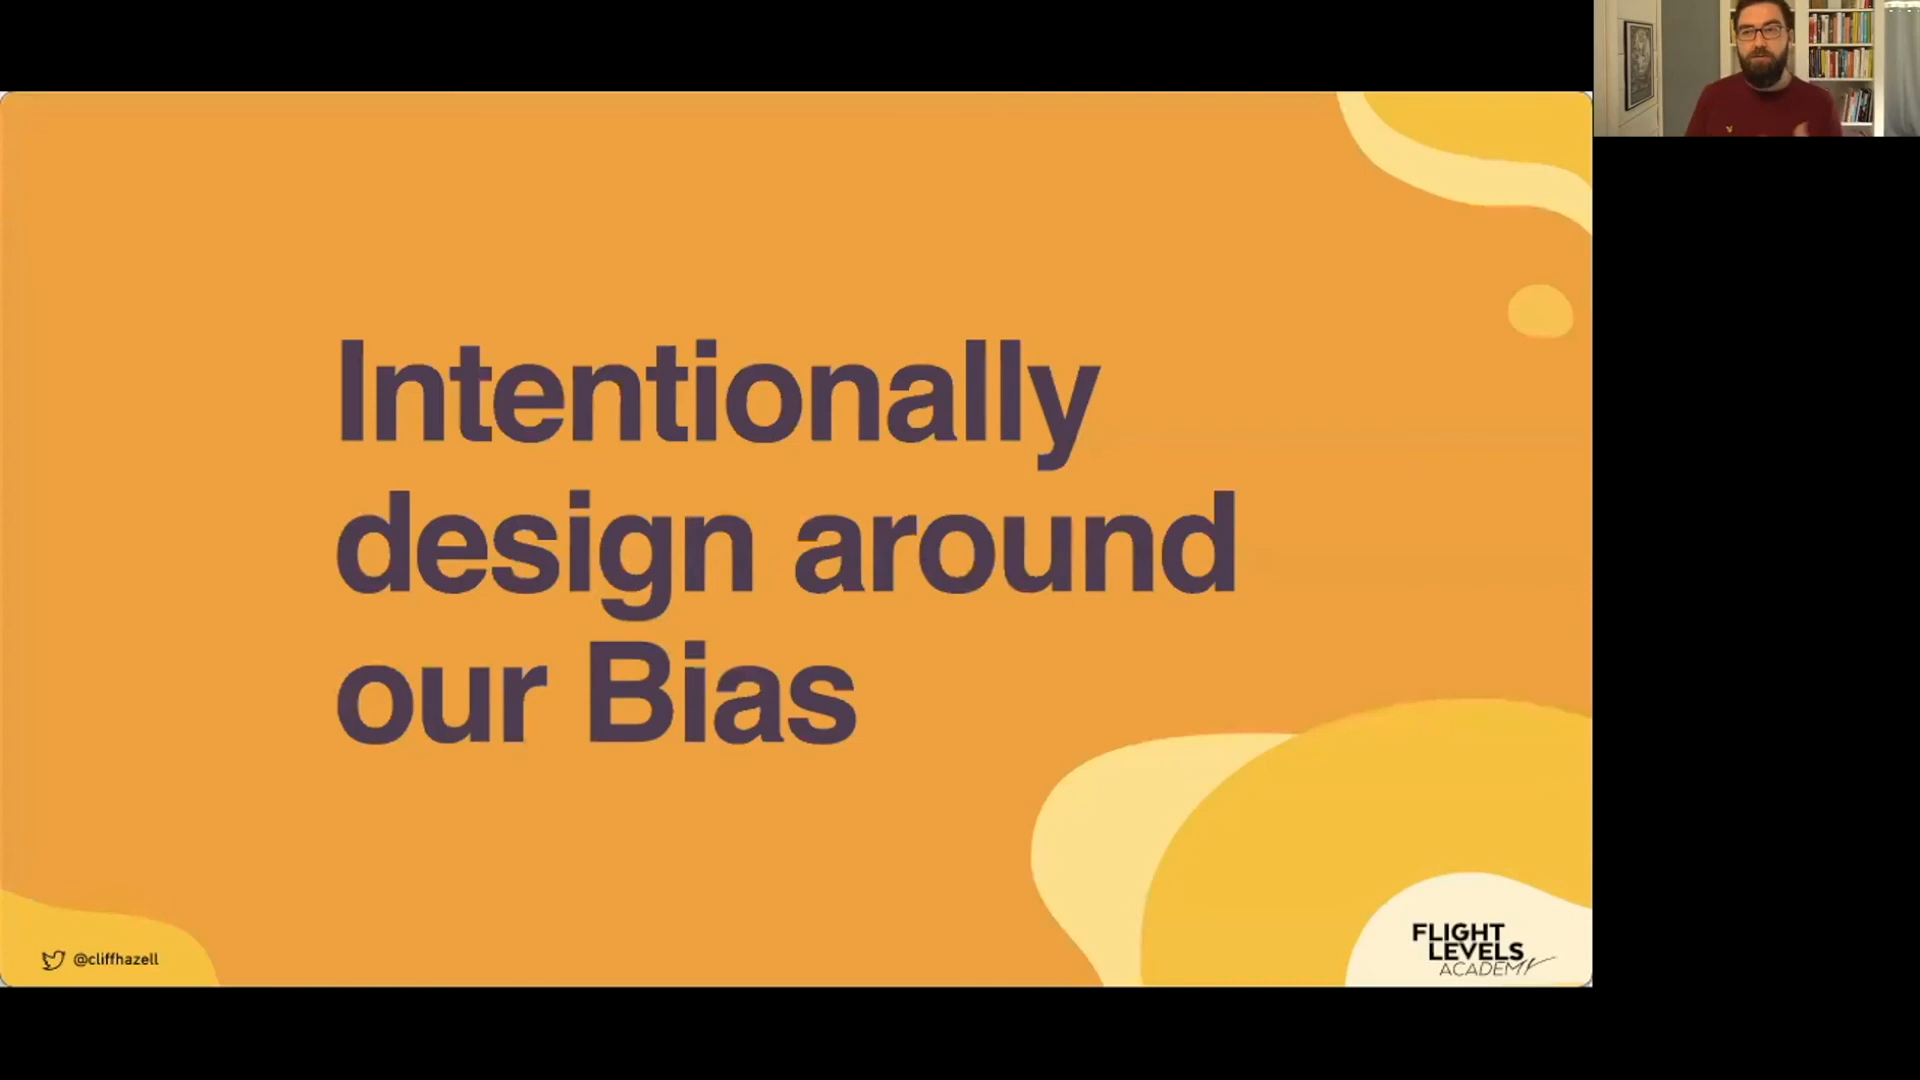 Intentionally
design around
our Bias
@cliffhazell
FLIGHT
LEVELS
ACADEMY